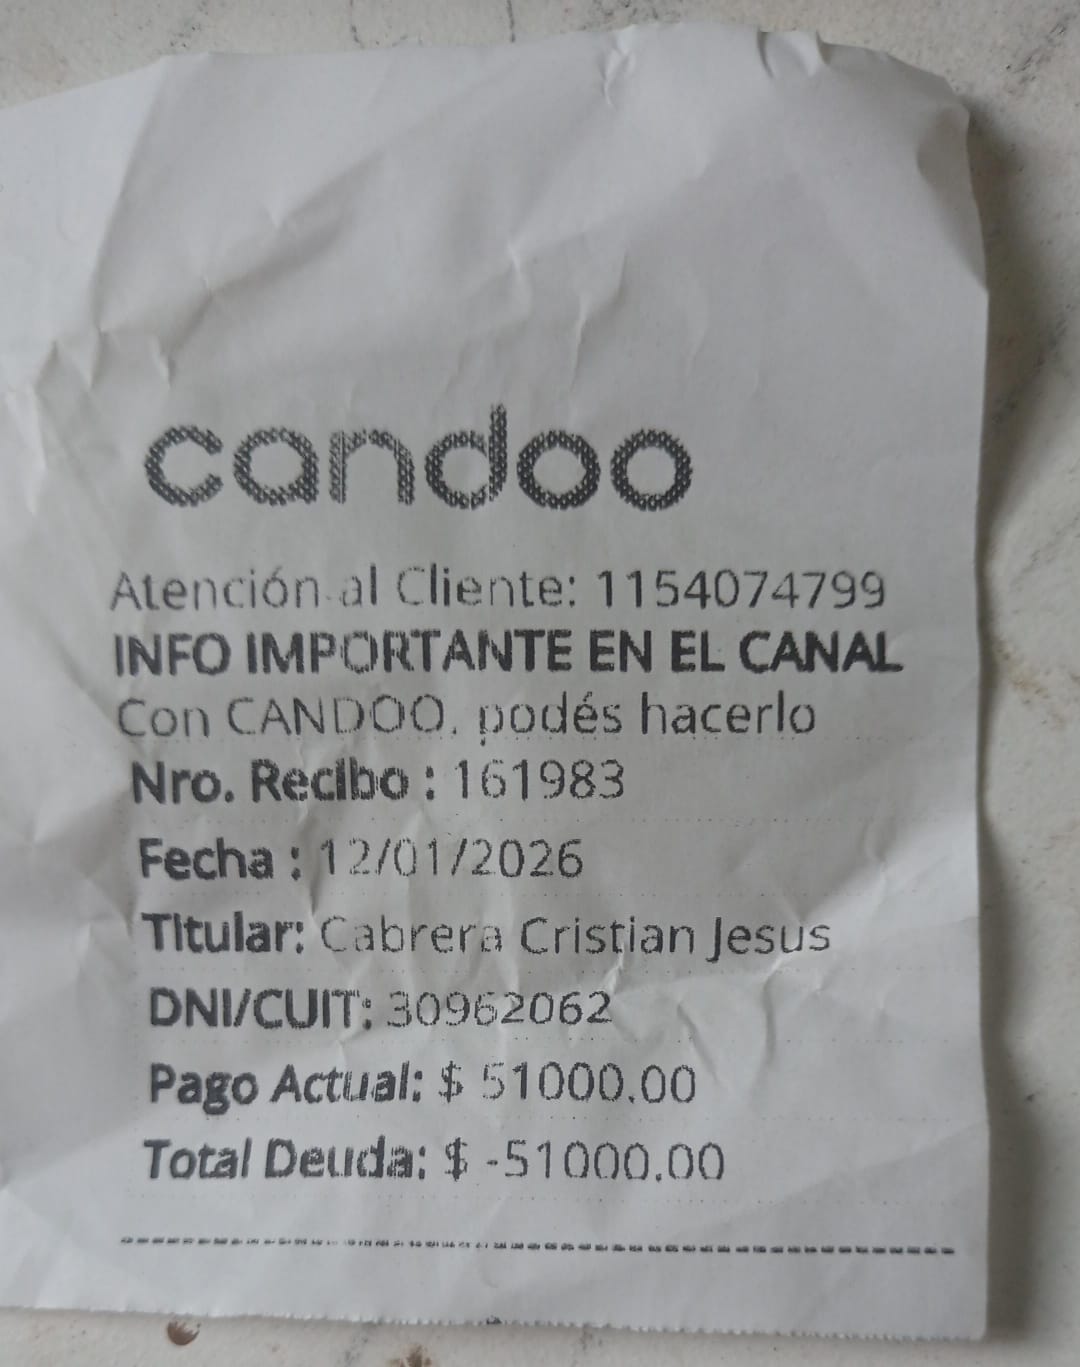 candoo
Atención al Cliente: 1154074799
INFO IMPORTANTE EN EL CANAL
Con CANDOO, podés hacerlo
Nro. Recibo : 161983
Fecha : 12/01/2026
Titular: Cabrera Cristian Jesus
DNI/CUIT: 30962062
Pago Actual: $ 51000.00
Total Deuda: $ -51000.00